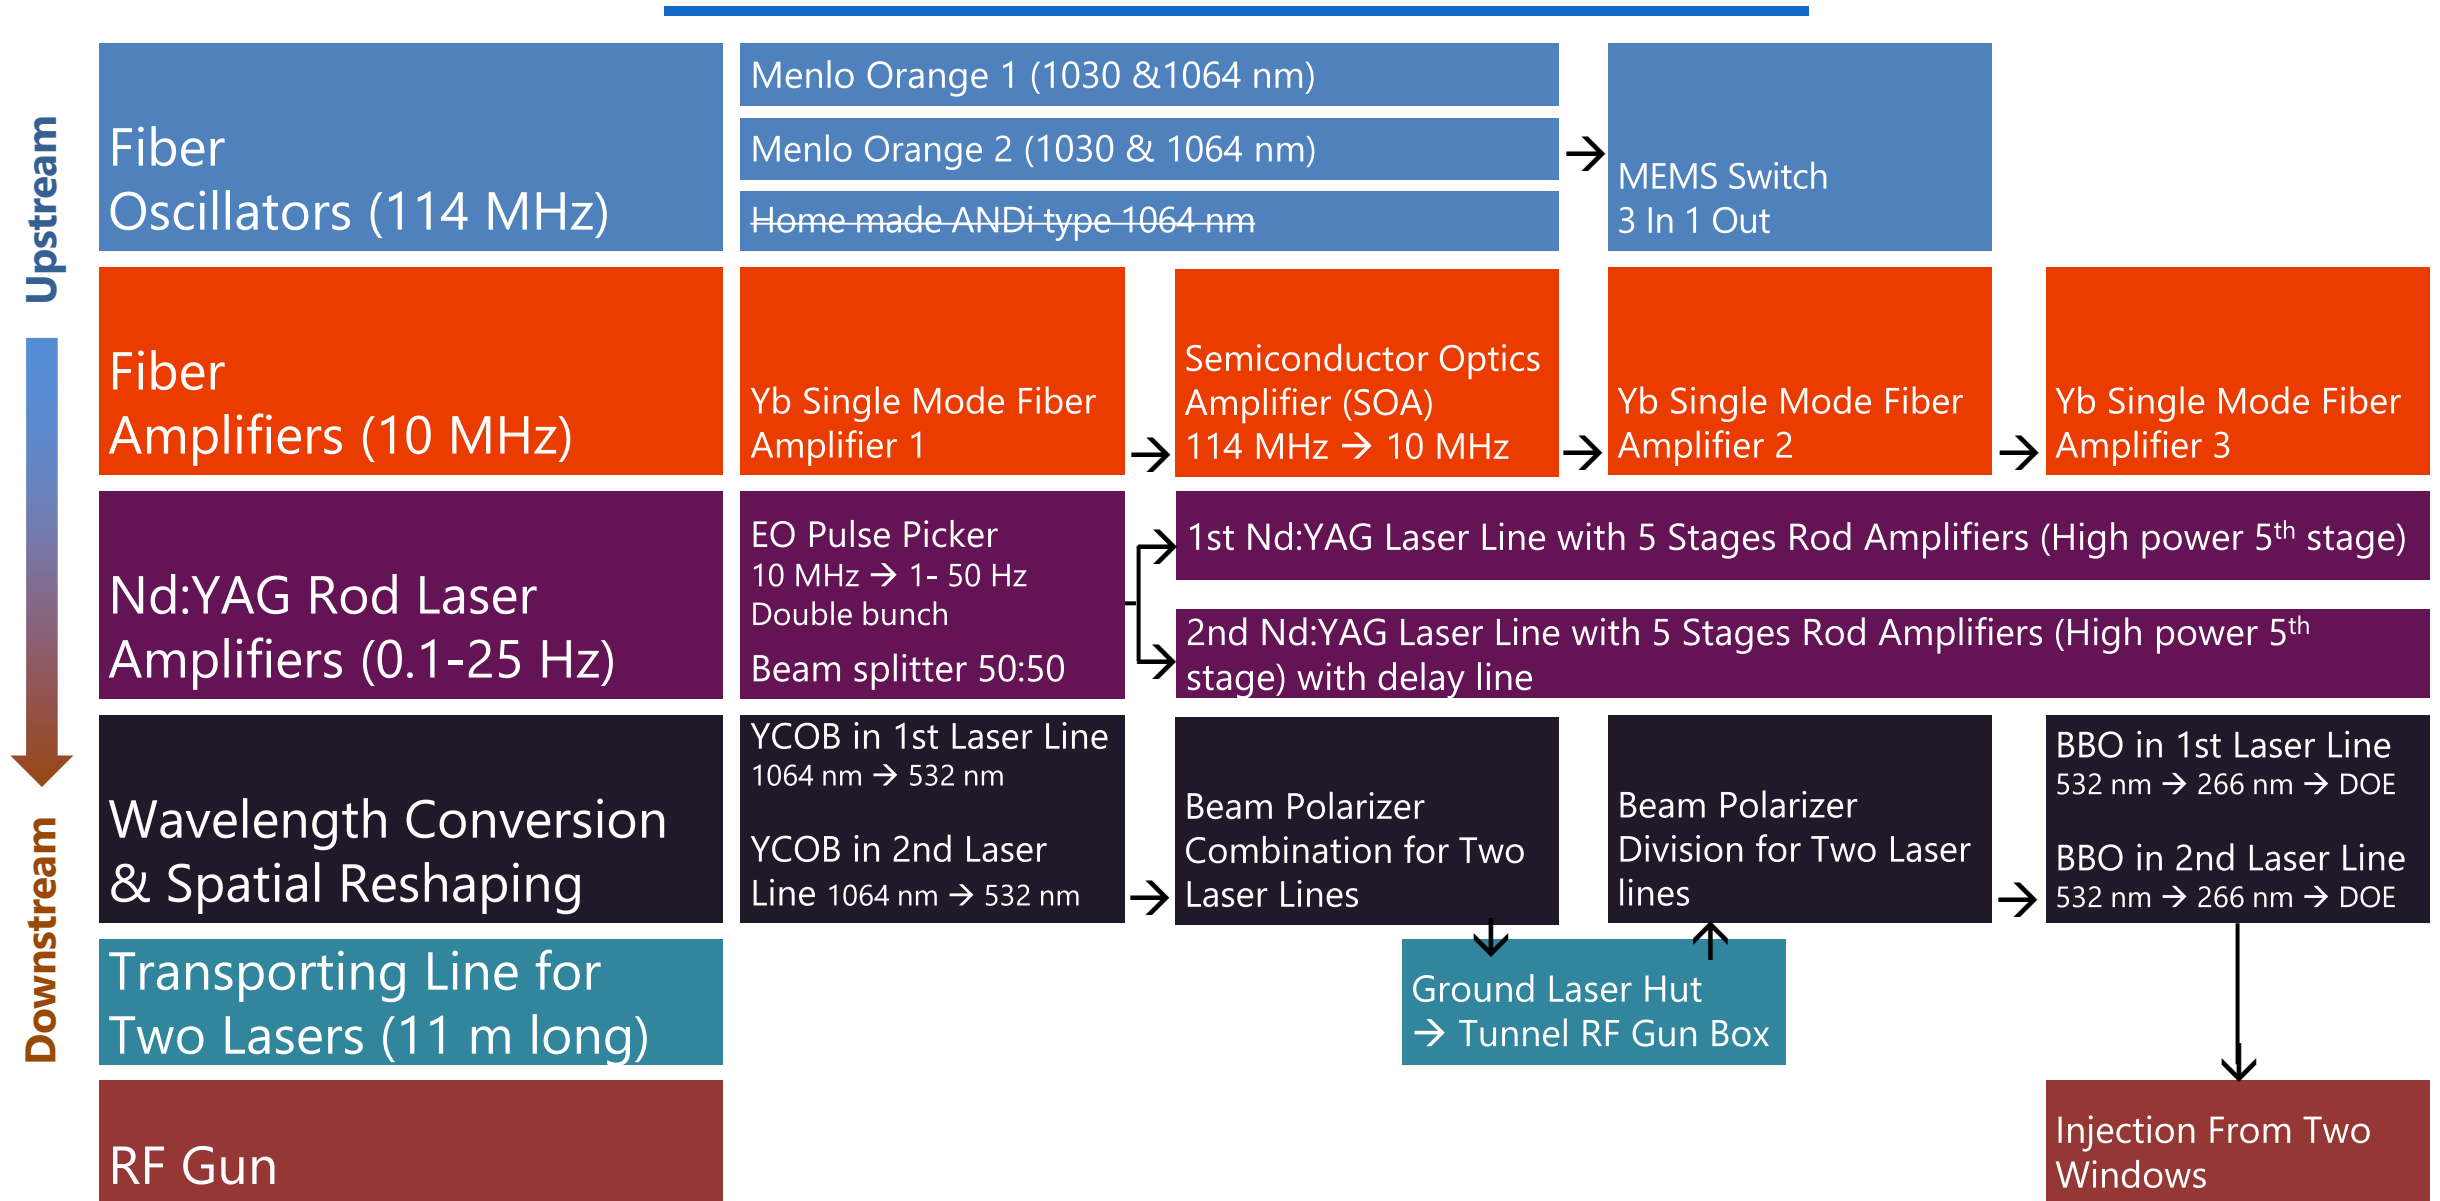 Upstream
Downstream
Fiber
Oscillators (114 MHz)
Menlo Orange 1 (1030 &1064 nm)
Menlo Orange 2 (1030 & 1064 nm)
Home made ANDi type 1064 nm
→
MEMS Switch
3 In 1 Out
Fiber
Amplifiers (10 MHz)
Yb Single Mode Fiber
Amplifier 1
→
Semiconductor Optics
Amplifier (SOA)
114 MHz → 10 MHz
→
Yb Single Mode Fiber
Amplifier 2
→
Yb Single Mode Fiber
Amplifier 3
Nd:YAG Rod Laser
Amplifiers (0.1-25 Hz)
EO Pulse Picker
10 MHz → 1- 50 Hz
Double bunch
Beam splitter 50:50
1st Nd:YAG Laser Line with 5 Stages Rod Amplifiers (High power 5th stage)
2nd Nd:YAG Laser Line with 5 Stages Rod Amplifiers (High power 5th
stage) with delay line
Wavelength Conversion
& Spatial Reshaping
YCOB in 1st Laser Line
1064 nm → 532 nm
YCOB in 2nd Laser
Line 1064 nm → 532 nm
→
Beam Polarizer
Combination for Two
Laser Lines
Beam Polarizer
Division for Two Laser
lines
→
BBO in 1st Laser Line
532 nm → 266 nm → DOE
BBO in 2nd Laser Line
532 nm → 266 nm → DOE
Transporting Line for
Two Lasers (11 m long)
Ground Laser Hut
→ Tunnel RF Gun Box
RF Gun
Injection From Two
Windows